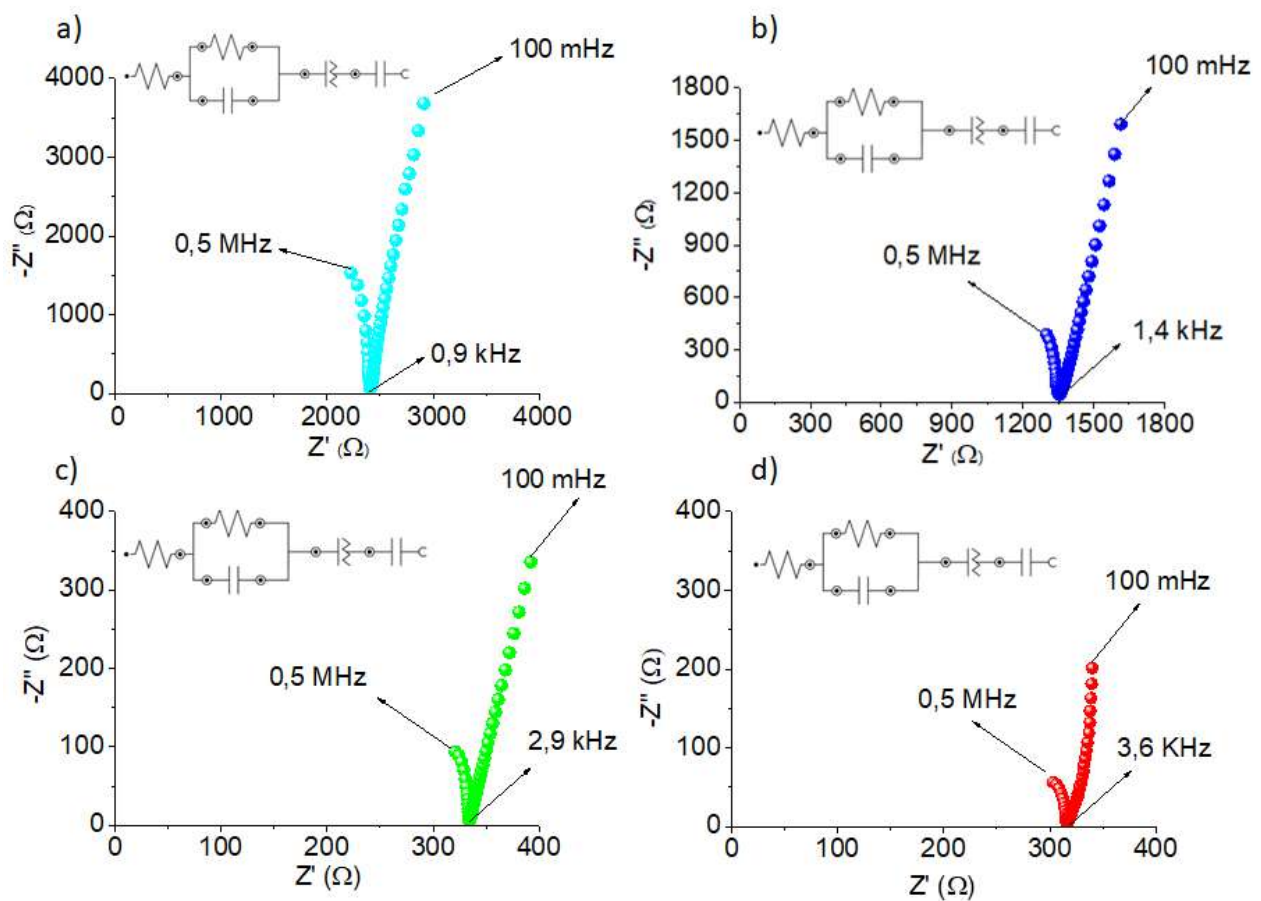 a)
100 mHz
4000
3000
2000
1000
0
-Z" (Ω)
0,5 MHz
0,9 kHz
0 1000 2000 3000 4000
Z' (Ω)
b)
100 mHz
1800
1500
1200
900
600
300
0
-Z" (Ω)
0,5 MHz
1,4 kHz
0 300 600 900 1200 1500 1800
Z' (Ω)
c)
100 mHz
400
300
200
100
0
-Z" (Ω)
0,5 MHz
2,9 kHz
0 100 200 300 400
Z' (Ω)
d)
400
300
200
100
0
-Z" (Ω)
100 mHz
0,5 MHz
3,6 KHz
0 100 200 300 400
Z' (Ω)